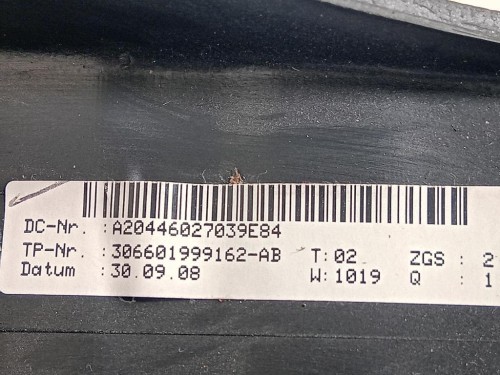 DC-Nr. :A20446027039E84
TP-Nr. :306601999162-AB T:02 ZGS : 2
Datum :30.09.08 W:1019 Q : 1